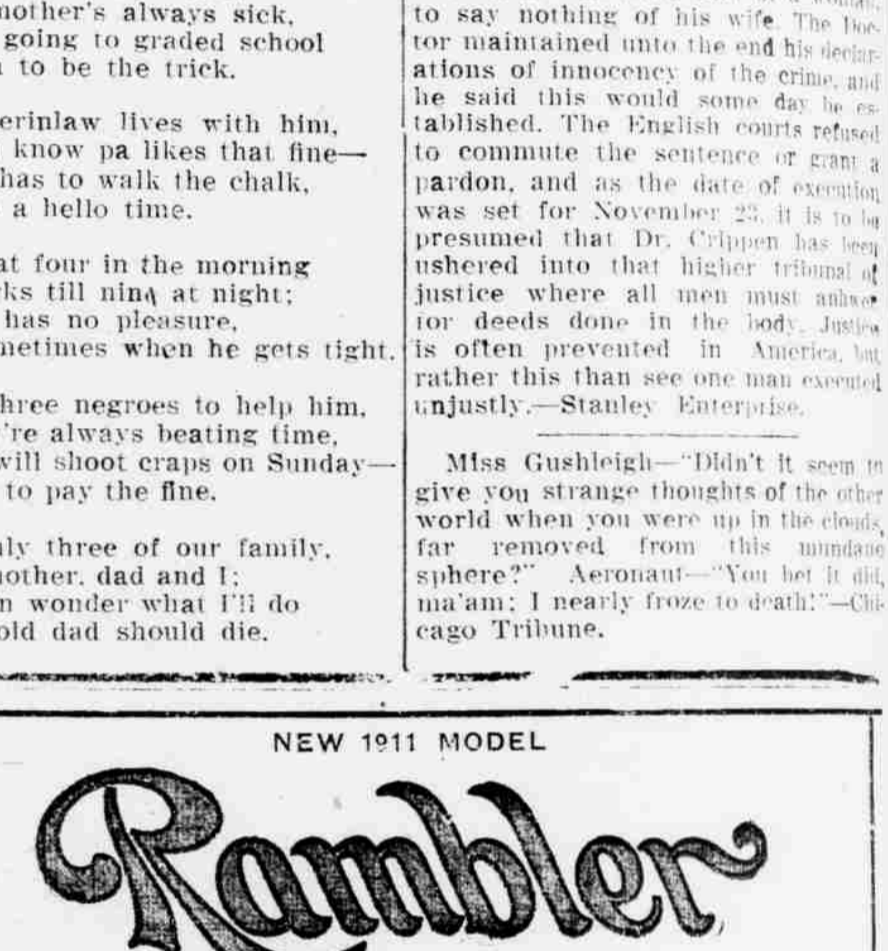 mother's always sick,
going to graded school
to be the trick.
erinlaw lives with him,
know pa likes that fine—
has to walk the chalk,
a hello time.
at four in the morning
ks till nine at night;
has no pleasure,
metimes when he gets tight.
hree negroes to help him,
're always beating time,
will shoot craps on Sunday—
to pay the fine.
ly three of our family,
other, dad and I;
n wonder what I'll do
old dad should die.
to say nothing of his wife. The Doc-
tor maintained unto the end his declar-
ations of innocency of the crime, and
he said this would some day be es-
tablished. The English courts refused
to commute the sentence or grant a
pardon, and as the date of execution
was set for November 23, it is to be
presumed that Dr. Crippen has been
ushered into that higher tribunal of
justice where all men must anhwer
for deeds done in the body. Justice
is often prevented in America, but
rather this than see one man executed
unjustly.—Stanley Enterprise.
Miss Gushleigh—"Didn't it seem to
give you strange thoughts of the other
world when you were up in the clouds,
far removed from this mundane
sphere?" Aeronaut—"You bet it did,
ma'am; I nearly froze to death!"—Chi-
cago Tribune.
NEW 1911 MODEL
Rambler